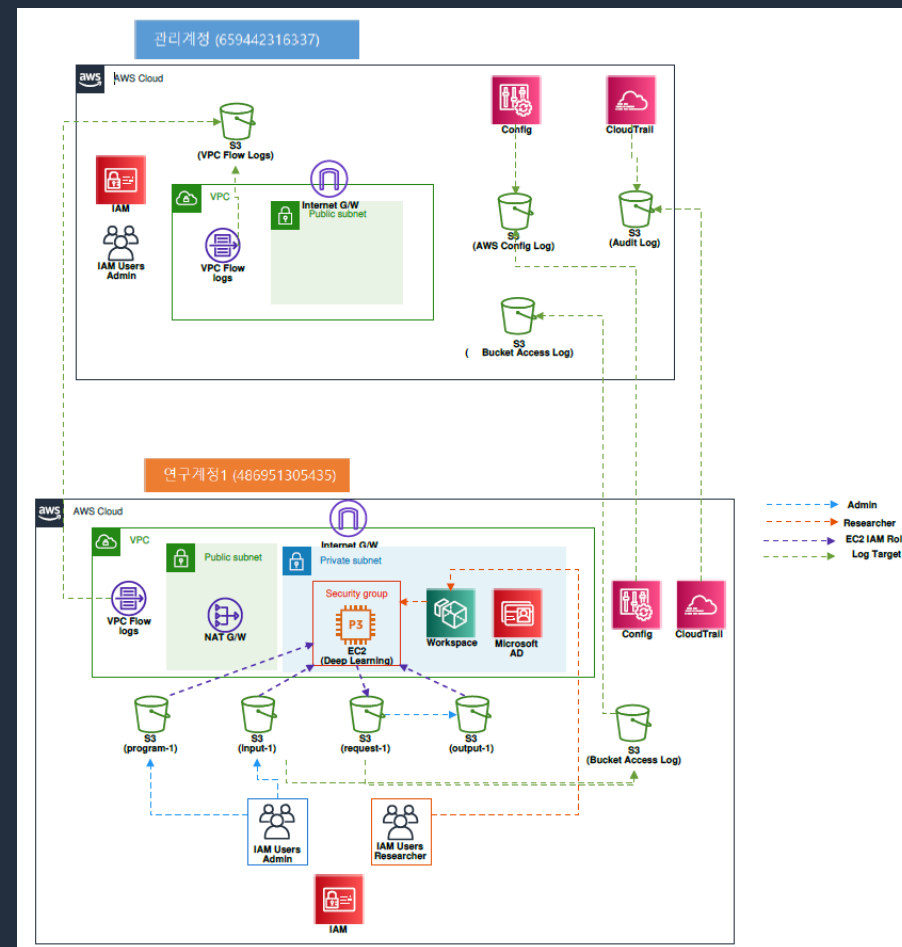 관리계정 (659442316337)
aws
AWS Cloud
S3
(VPC Flow Logs)
Config
CloudTrail
IAM
IAM Users
Admin
VPC
VPC Flow
logs
Internet G/W
Public subnet
S3
(AWS Config Log)
S3
(Audit Log)
S3
( Bucket Access Log)
연구계정1 (486951305435)
aws
AWS Cloud
Internet G/W
VPC
VPC Flow
logs
Public subnet
NAT G/W
Private subnet
Security group
P3
EC2
(Deep Learning)
Workspace
Microsoft
AD
Config
CloudTrail
Admin
Researcher
EC2 IAM Rol
Log Target
S3
(program-1)
S3
(input-1)
S3
(request-1)
S3
(output-1)
S3
(Bucket Access Log)
IAM Users
Admin
IAM Users
Researcher
IAM